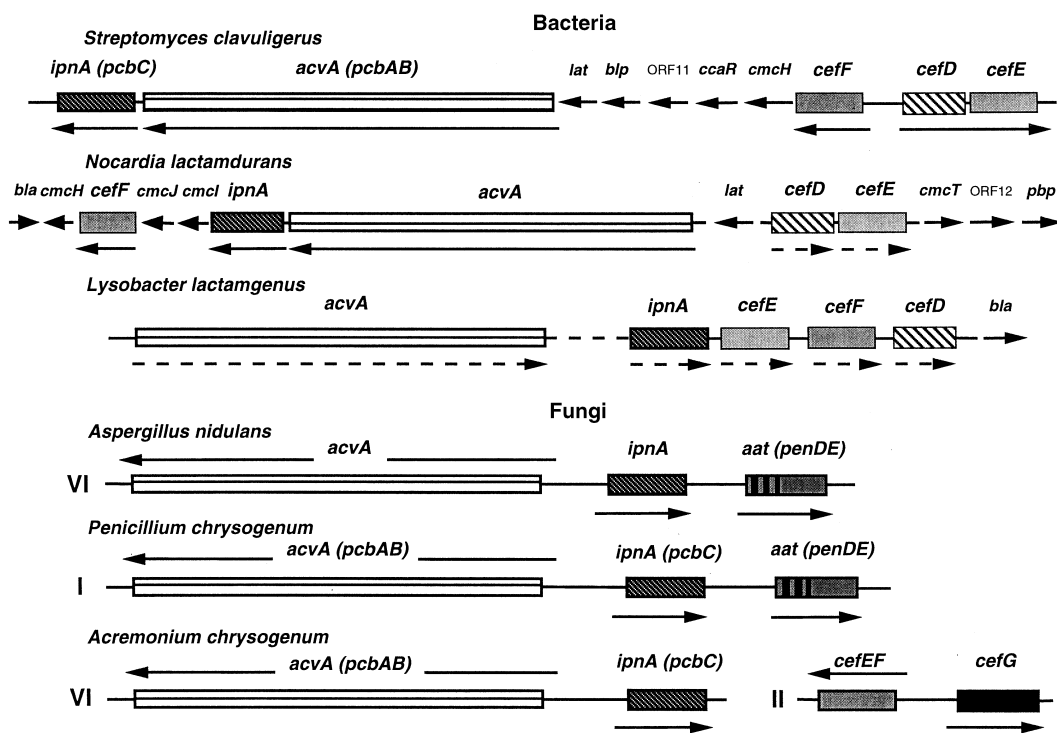 Bacteria
Streptomyces clavuligerus
ipnA (pcbC) acvA (pcbAB) lat blp ORF11 ccaR cmcH cefF cefD cefE
Nocardia lactamdurans
bla cmcH cefF cmcJ cmcI ipnA acvA lat cefD cefE cmcT ORF12 pbp
Lysobacter lactamgenus
acvA ipnA cefE cefF cefD bla
Fungi
Aspergillus nidulans
acvA ipnA aat (penDE)
VI
Penicillium chrysogenum
acvA (pcbAB) ipnA (pcbC) aat (penDE)
I
Acremonium chrysogenum
acvA (pcbAB) ipnA (pcbC) cefEF cefG
VI II